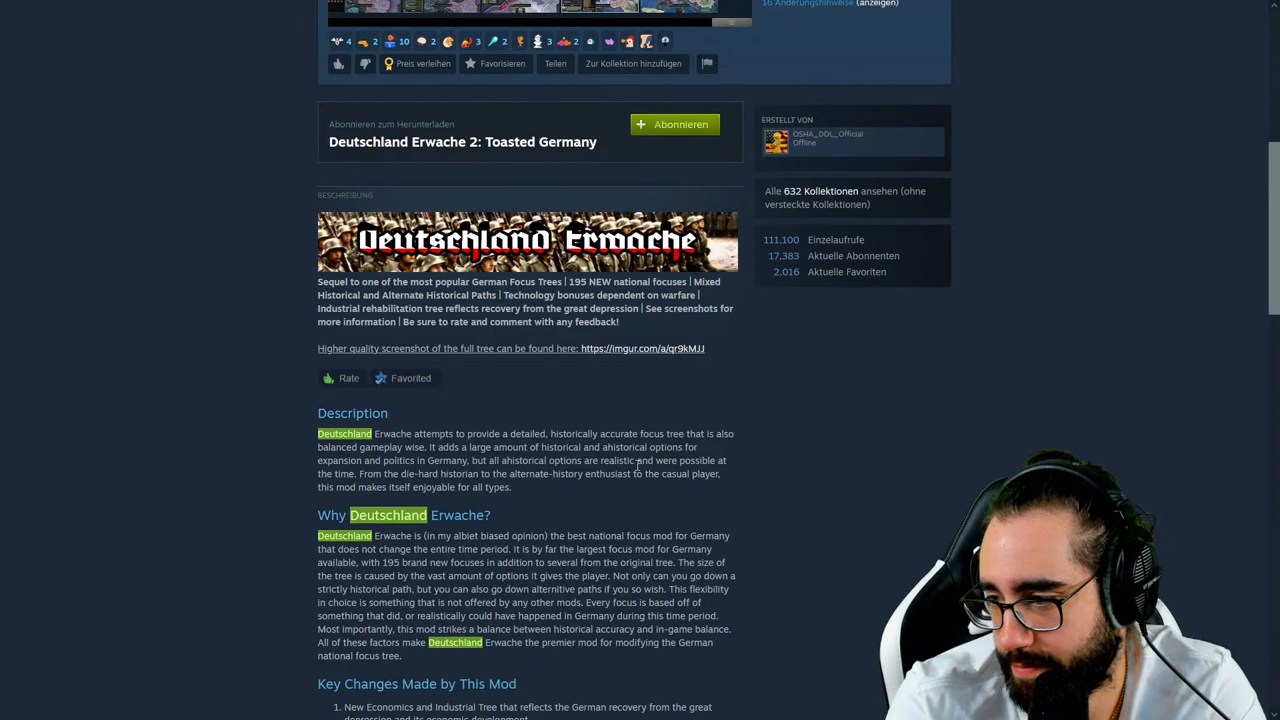 16 Änderungshinweise (anzeigen)
4 2 10 2 3 2 3 2
Preis verleihen Favorisieren Teilen Zur Kollektion hinzufügen
Abonnieren zum Herunterladen
Deutschland Erwache 2: Toasted Germany
+ Abonnieren
ERSTELLT VON
OSHA_DOL_Official
Offline
Alle 632 Kollektionen ansehen (ohne
versteckte Kollektionen)
111,100 Einzelaufrufe
17,383 Aktuelle Abonnenten
2,016 Aktuelle Favoriten
BESCHREIBUNG
Deutschland Erwache
Sequel to one of the most popular German Focus Trees | 195 NEW national focuses | Mixed
Historical and Alternate Historical Paths | Technology bonuses dependent on warfare |
Industrial rehabilitation tree reflects recovery from the great depression | See screenshots for
more information | Be sure to rate and comment with any feedback!
Higher quality screenshot of the full tree can be found here: https://imgur.com/a/qr9kMJJ
Rate Favorited
Description
Deutschland Erwache attempts to provide a detailed, historically accurate focus tree that is also
balanced gameplay wise. It adds a large amount of historical and ahistorical options for
expansion and politics in Germany, but all ahistorical options are realistic and were possible at
the time. From the die-hard historian to the alternate-history enthusiast to the casual player,
this mod makes itself enjoyable for all types.
Why Deutschland Erwache?
Deutschland Erwache is (in my albiet biased opinion) the best national focus mod for Germany
that does not change the entire time period. It is by far the largest focus mod for Germany
available, with 195 brand new focuses in addition to several from the original tree. The size of
the tree is caused by the vast amount of options it gives the player. Not only can you go down a
strictly historical path, but you can also go down alternitive paths if you so wish. This flexibility
in choice is something that is not offered by any other mods. Every focus is based off of
something that did, or realistically could have happened in Germany during this time period.
Most importantly, this mod strikes a balance between historical accuracy and in-game balance.
All of these factors make Deutschland Erwache the premier mod for modifying the German
national focus tree.
Key Changes Made by This Mod
1. New Economics and Industrial Tree that reflects the German recovery from the great
depression and its economic development